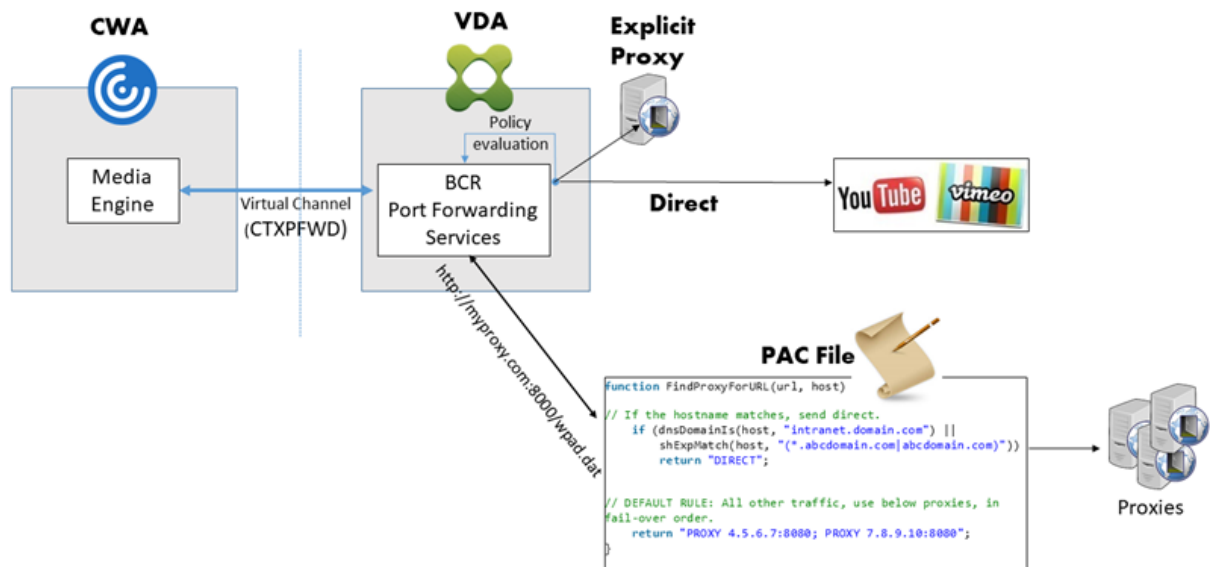 CWA
VDA
Explicit
Proxy
Policy
evaluation
Media
Engine
Virtual Channel
(CTXPFWD)
BCR
Port Forwarding
Services
Direct
YouTube
vimeo
http://myproxy.com:8000/wpad.dat
PAC File
function FindProxyForURL(url, host)
// If the hostname matches, send direct.
if (dnsDomainIs(host, "intranet.domain.com") ||
shExpMatch(host, "(*.abcdomain.com|abcdomain.com)"))
return "DIRECT";
// DEFAULT RULE: All other traffic, use below proxies, in
fail-over order.
return "PROXY 4.5.6.7:8080; PROXY 7.8.9.10:8080";
}
Proxies